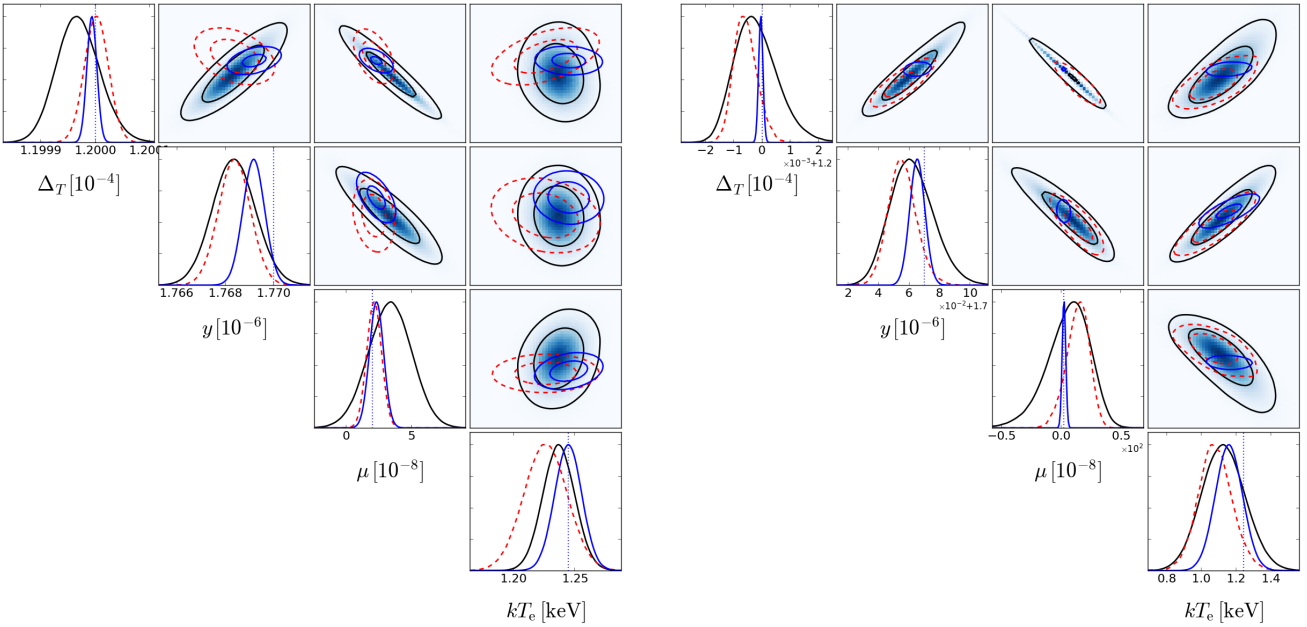 1.1999 1.2000 1.200
Δ_T [10^{-4}]
1.766 1.768 1.770
y [10^{-6}]
0 5
μ [10^{-8}]
1.20 1.25
kT_e [keV]
−2 −1 0 1 2
×10^{−3}+1.2
Δ_T [10^{-4}]
2 4 6 8 10
×10^{−2}+1.7
y [10^{-6}]
−0.5 0.0 0.5
×10^2
μ [10^{-8}]
0.8 1.0 1.2 1.4
kT_e [keV]